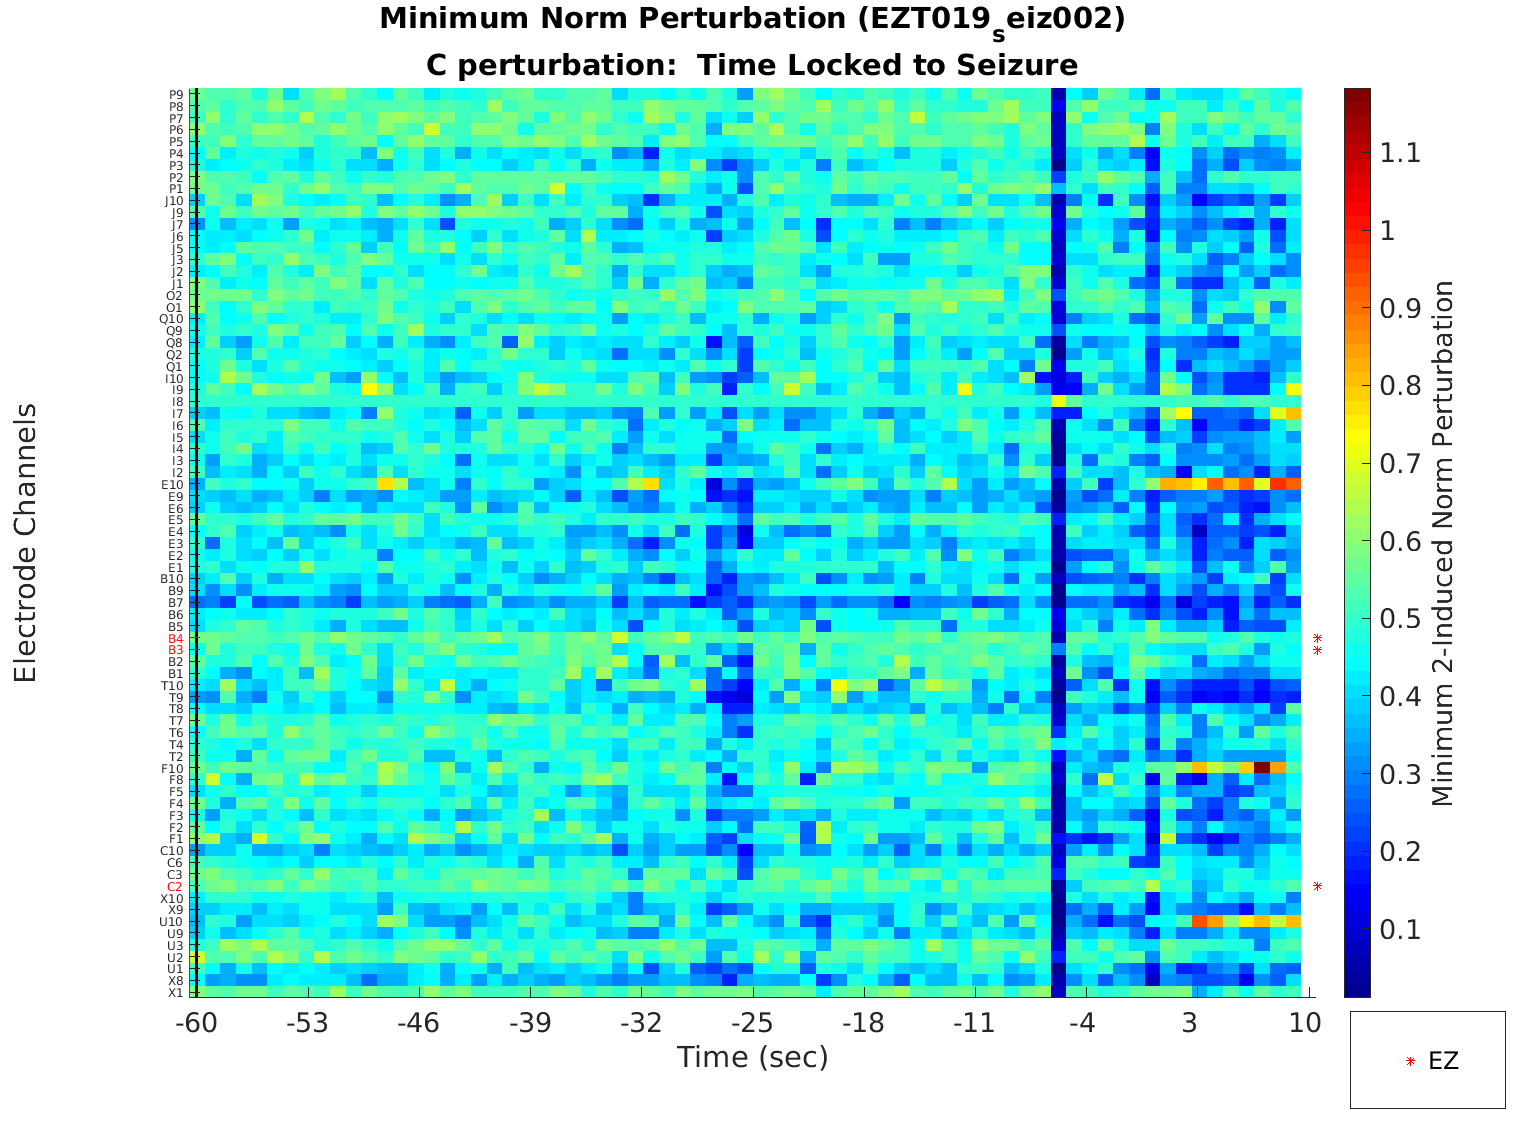 Minimum Norm Perturbation (EZT019seiz002)
C perturbation:  Time Locked to Seizure
Electrode Channels
P9
P8
P7
P6
P5
P4
P3
P2
P1
J10
J9
J7
J6
J5
J3
J2
J1
O2
O1
Q10
Q9
Q8
Q2
Q1
I10
I9
I8
I7
I6
I5
I4
I3
I2
E10
E9
E6
E5
E4
E3
E2
E1
B10
B9
B7
B6
B5
B4
B3
B2
B1
T10
T9
T8
T7
T6
T4
T2
F10
F8
F5
F4
F3
F2
F1
C10
C6
C3
C2
X10
X9
U10
U9
U3
U2
U1
X8
X1
-60 -53 -46 -39 -32 -25 -18 -11 -4 3 10
Time (sec)
1.1
1
0.9
0.8
0.7
0.6
0.5
0.4
0.3
0.2
0.1
Minimum 2-Induced Norm Perturbation
EZ